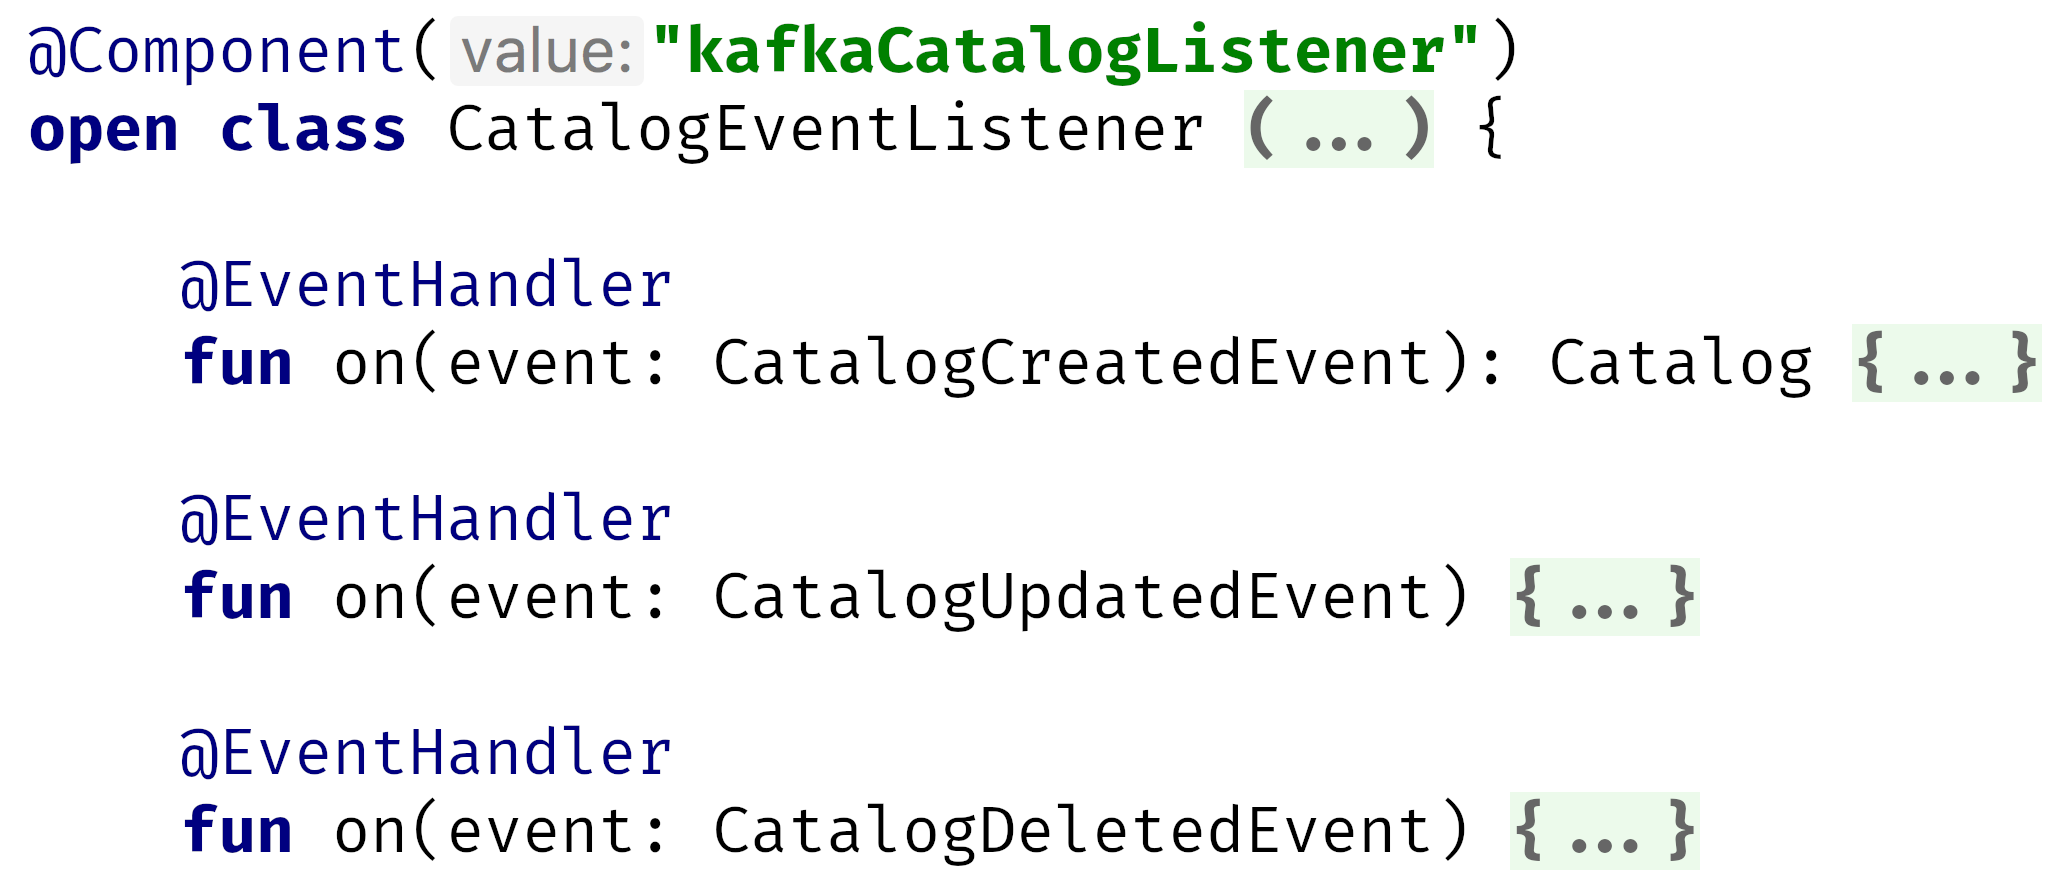 @Component( value: "kafkaCatalogListener")
open class CatalogEventListener (...) {
@EventHandler
fun on(event: CatalogCreatedEvent): Catalog {...}
@EventHandler
fun on(event: CatalogUpdatedEvent) {...}
@EventHandler
fun on(event: CatalogDeletedEvent) {...}